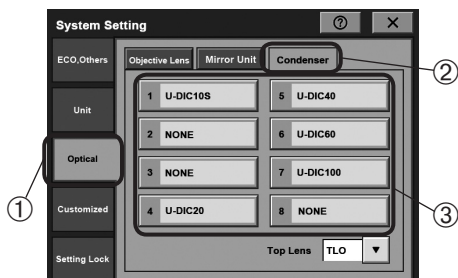 System Setting ? X
ECO,Others
Unit
Optical
Customized
Setting Lock
Objective Lens Mirror Unit Condenser
1 U-DIC10S
2 NONE
3 NONE
4 U-DIC20
5 U-DIC40
6 U-DIC60
7 U-DIC100
8 NONE
Top Lens TLO ▼
①
②
③